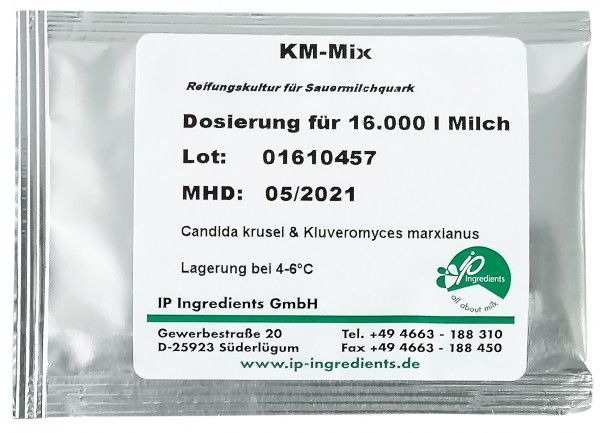 KM-Mix
Reifungskultur für Sauermilchquark
Dosierung für 16.000 l Milch
Lot: 01610457
MHD: 05/2021
Candida krusel & Kluveromyces marxianus
Lagerung bei 4-6°C
ip
Ingredients
all about milk
IP Ingredients GmbH
Gewerbestraße 20 Tel. +49 4663 - 188 310
D-25923 Süderlügum Fax +49 4663 - 188 450
www.ip-ingredients.de